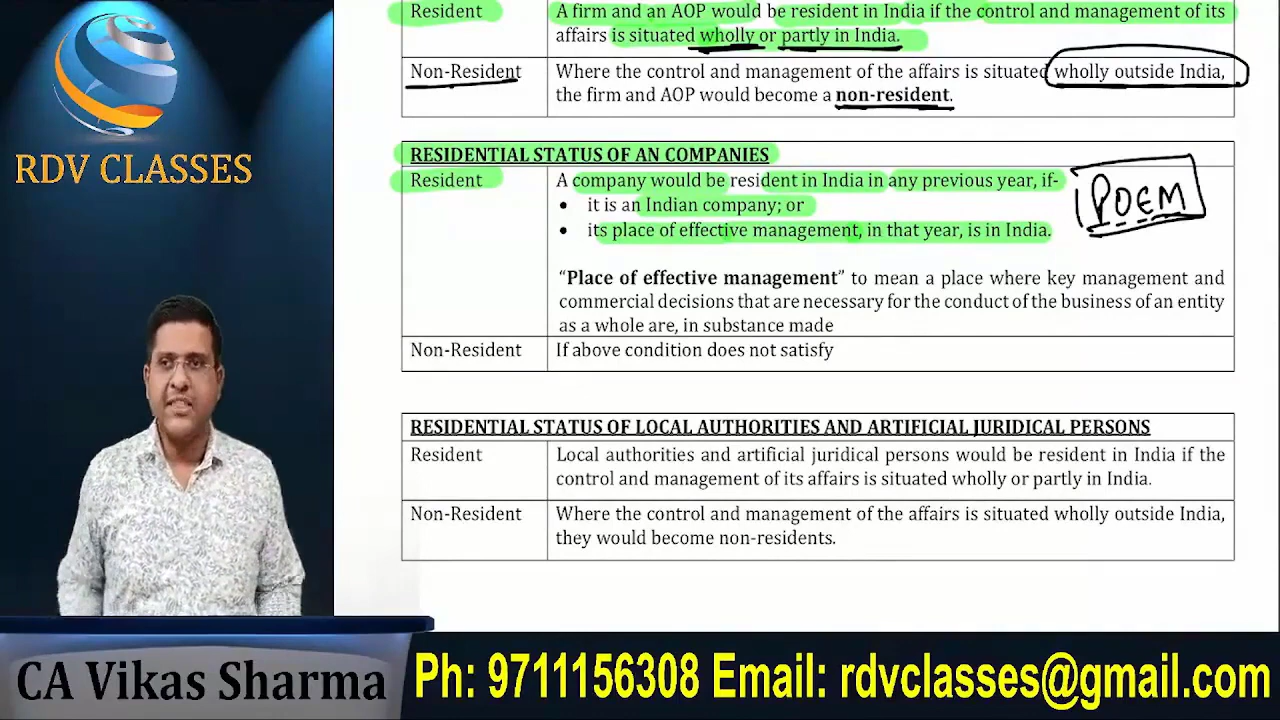 RDV CLASSES
Resident
A firm and an AOP would be resident in India if the control and management of its
affairs is situated wholly or partly in India.
Non-Resident
Where the control and management of the affairs is situated wholly outside India,
the firm and AOP would become a non-resident.
RESIDENTIAL STATUS OF AN COMPANIES
Resident
A company would be resident in India in any previous year, if-
• it is an Indian company; or
• its place of effective management, in that year, is in India.
POEM
“Place of effective management” to mean a place where key management and
commercial decisions that are necessary for the conduct of the business of an entity
as a whole are, in substance made
Non-Resident
If above condition does not satisfy
RESIDENTIAL STATUS OF LOCAL AUTHORITIES AND ARTIFICIAL JURIDICAL PERSONS
Resident
Local authorities and artificial juridical persons would be resident in India if the
control and management of its affairs is situated wholly or partly in India.
Non-Resident
Where the control and management of the affairs is situated wholly outside India,
they would become non-residents.
CA Vikas Sharma
Ph: 9711156308 Email: rdvclasses@gmail.com